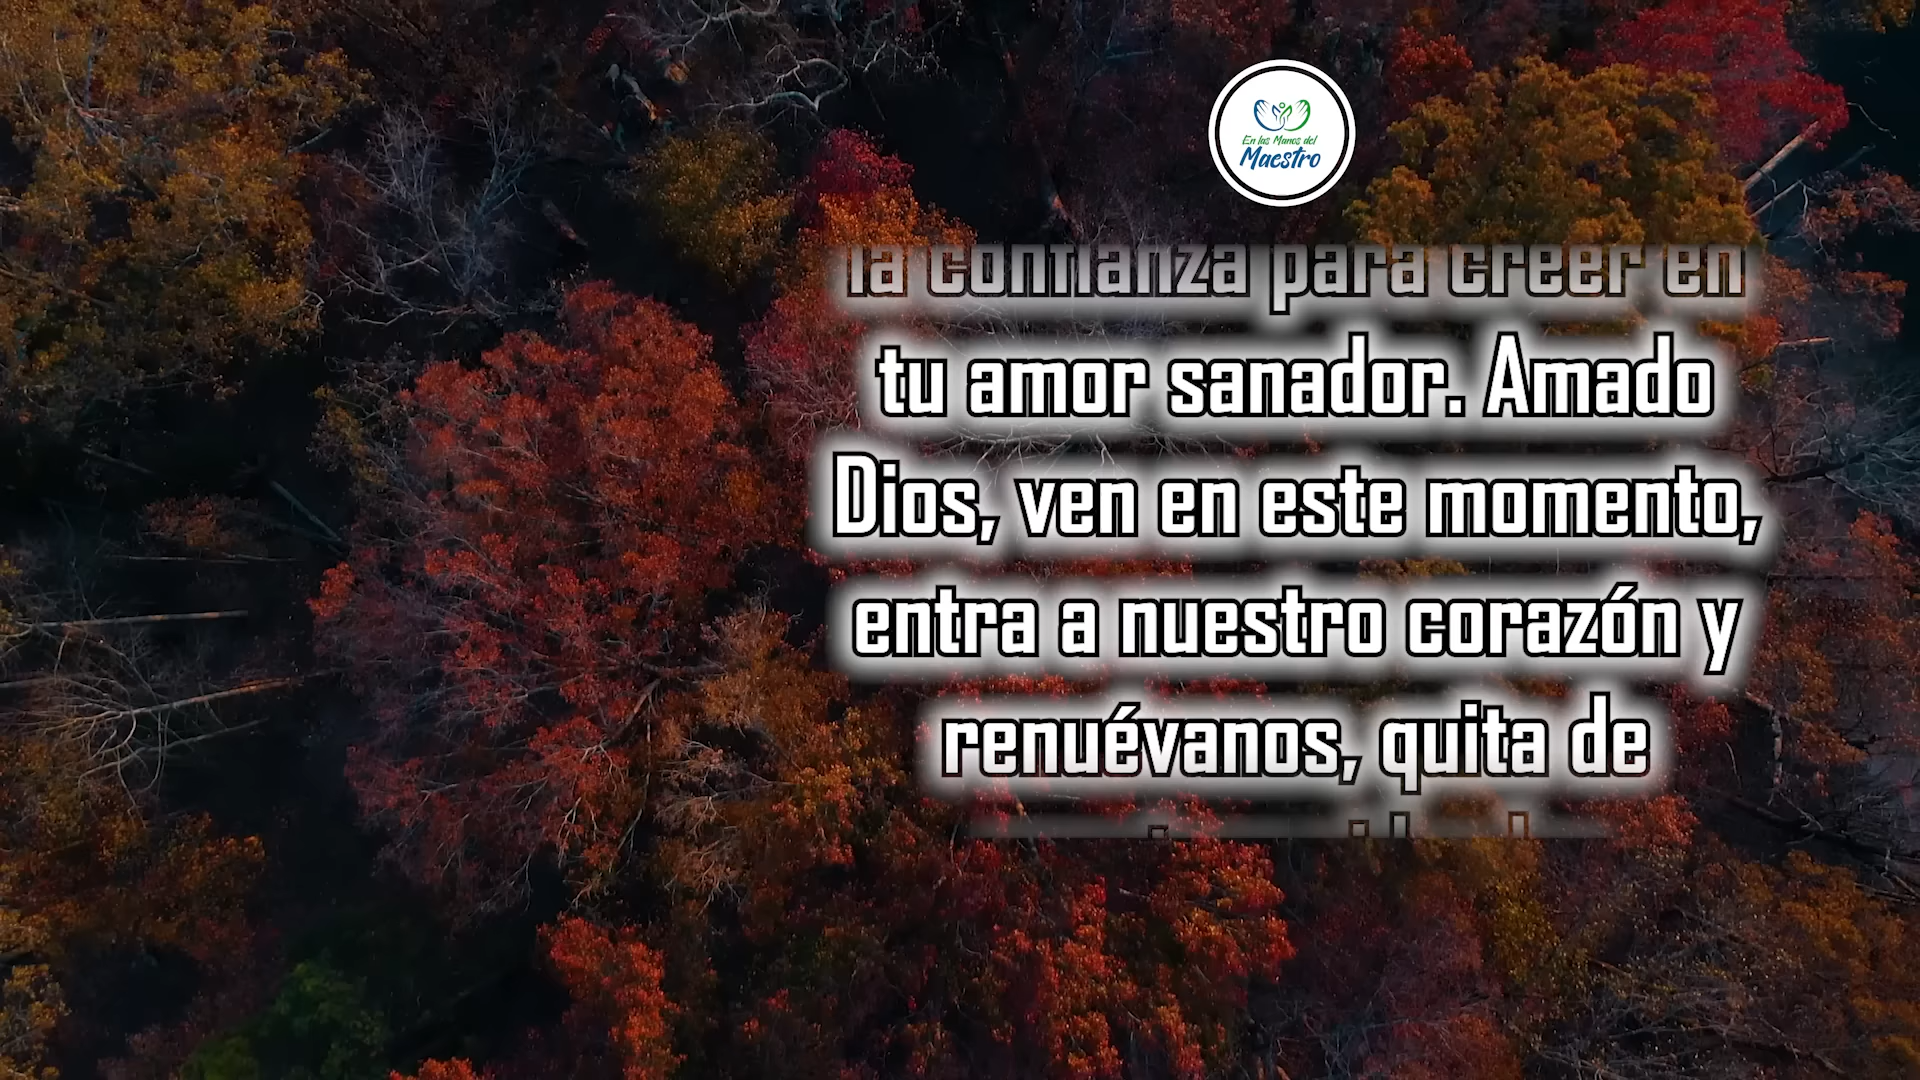 En las Manos del
Maestro
la confianza para creer en
tu amor sanador. Amado
Dios, ven en este momento,
entra a nuestro corazón y
renuévanos, quita de